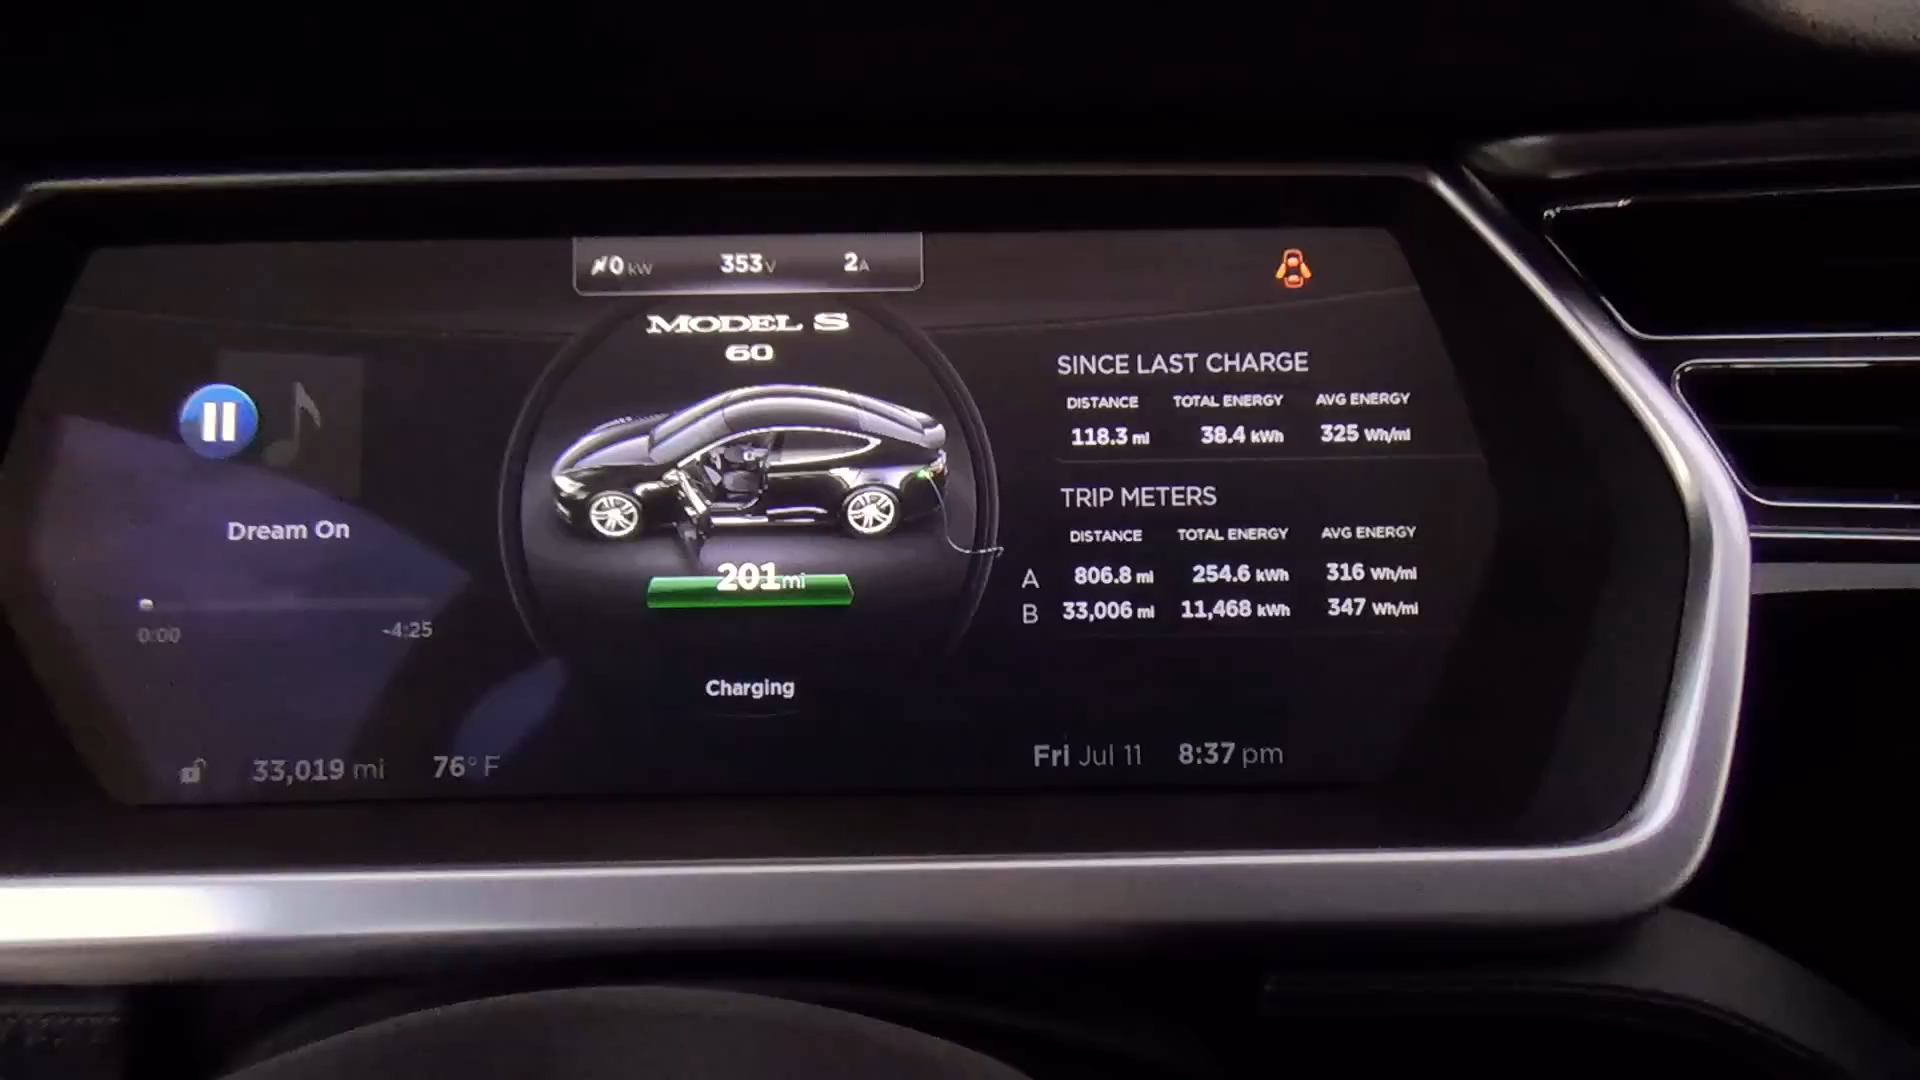 0 kW 353 V 2 A
MODEL S
60
SINCE LAST CHARGE
DISTANCE TOTAL ENERGY AVG ENERGY
118.3 mi 38.4 kWh 325 Wh/mi
TRIP METERS
DISTANCE TOTAL ENERGY AVG ENERGY
A 806.8 mi 254.6 kWh 316 Wh/mi
B 33,006 mi 11,468 kWh 347 Wh/mi
Dream On
0:00 -4:25
201 mi
Charging
33,019 mi 76° F
Fri Jul 11 8:37 pm